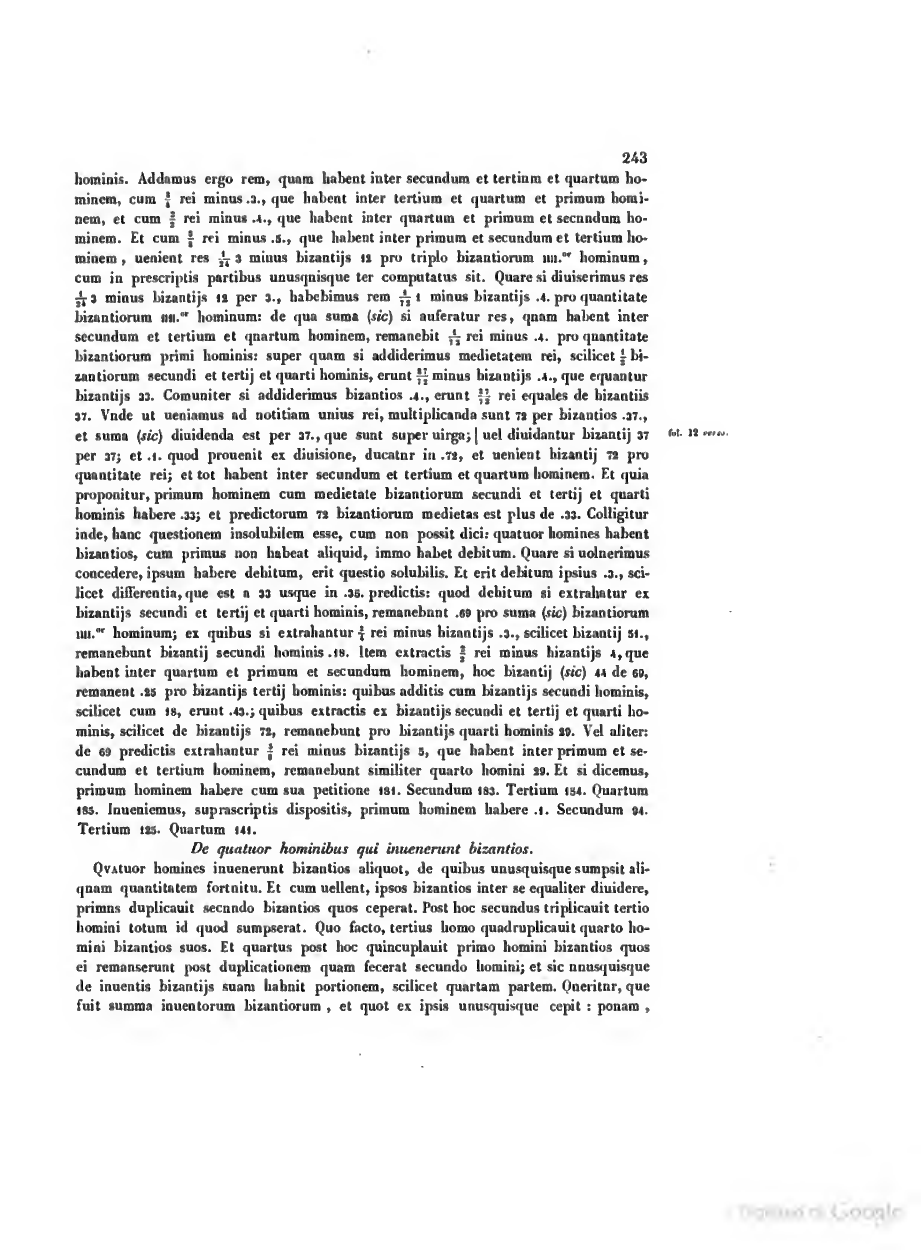 243
hominis. Addamus ergo rem, quam habent inter secundum et tertium et quartum ho-
minem, cum 3/4 rei minus .3., que habent inter tertium et quartum et primum homi-
nem, et cum 2/3 rei minus .4., que habent inter quartum et primum et secundum ho-
minem. Et cum 5/8 rei minus .5., que habent inter primum et secundum et tertium ho-
minem , uenient res 1/24 3 minus bizantijs 12 pro triplo bizantiorum IIII.or hominum,
cum in prescriptis partibus unusquisque ter computatus sit. Quare si diuiserimus res
1/24 3 minus bizantijs 12 per 3., habebimus rem 1/72 1 minus bizantijs .4. pro quantitate
bizantiorum IIII.or hominum: de qua suma (sic) si auferatur res, quam habent inter
secundum et tertium et quartum hominem, remanebit 1/72 rei minus .4. pro quantitate
bizantiorum primi hominis: super quam si addiderimus medietatem rei, scilicet 1/2 bi-
zantiorum secundi et tertij et quarti hominis, erunt 37/72 minus bizantijs .4., que equantur
bizantijs 33. Comuniter si addiderimus bizantios .4., erunt 37/72 rei equales de bizantiis
37. Vnde ut ueniamus ad notitiam unius rei, multiplicanda sunt 72 per bizantios .37.,
et suma (sic) diuidenda est per 37., que sunt super uirga; | uel diuidantur bizantij 37
fol. 12 verso.
per 37; et .1. quod prouenit ex diuisione, ducatur in .72, et uenient bizantij 72 pro
quantitate rei; et tot habent inter secundum et tertium et quartum hominem. Et quia
proponitur, primum hominem cum medietate bizantiorum secundi et tertij et quarti
hominis habere .33; et predictorum 72 bizantiorum medietas est plus de .33. Colligitur
inde, hanc questionem insolubilem esse, cum non possit dici: quatuor homines habent
bizantios, cum primus non habeat aliquid, immo habet debitum. Quare si uoluerimus
concedere, ipsum habere debitum, erit questio solubilis. Et erit debitum ipsius .3., sci-
licet differentia, que est a 33 usque in .36. predictis: quod debitum si extrahatur ex
bizantijs secundi et tertij et quarti hominis, remanebunt .69 pro suma (sic) bizantiorum
IIII.or hominum; ex quibus si extrahantur 3/4 rei minus bizantijs .3., scilicet bizantij 51.,
remanebunt bizantij secundi hominis .18. Item extractis 2/3 rei minus bizantijs 4, que
habent inter quartum et primum et secundum hominem, hoc bizantij (sic) 44 de 69,
remanent .25 pro bizantijs tertij hominis: quibus additis cum bizantijs secundi hominis,
scilicet cum 18, erunt .43.; quibus extractis ex bizantijs secundi et tertij et quarti ho-
minis, scilicet de bizantijs 72, remanebunt pro bizantijs quarti hominis 29. Vel aliter:
de 69 predictis extrahantur 5/8 rei minus bizantijs 5, que habent inter primum et se-
cundum et tertium hominem, remanebunt similiter quarto homini 29. Et si dicemus,
primum hominem habere cum sua petitione 181. Secundum 183. Tertium 184. Quartum
185. Inueniemus, suprascriptis dispositis, primum hominem habere .1. Secundum 94.
Tertium 125. Quartum 141.
De quatuor hominibus qui inuenerunt bizantios.
QVATuor homines inuenerunt bizantios aliquot, de quibus unusquisque sumpsit ali-
quam quantitatem fortuitu. Et cum uellent, ipsos bizantios inter se equaliter diuidere,
primus duplicauit secundo bizantios quos ceperat. Post hoc secundus triplicauit tertio
homini totum id quod sumpserat. Quo facto, tertius homo quadruplicauit quarto ho-
mini bizantios suos. Et quartus post hoc quincuplauit primo homini bizantios quos
ei remanserunt post duplicationem quam fecerat secundo homini; et sic unusquisque
de inuentis bizantijs suam habuit portionem, scilicet quartam partem. Queritur, que
fuit summa inuentorum bizantiorum , et quot ex ipsis unusquisque cepit : ponam ,
Digitized by Google